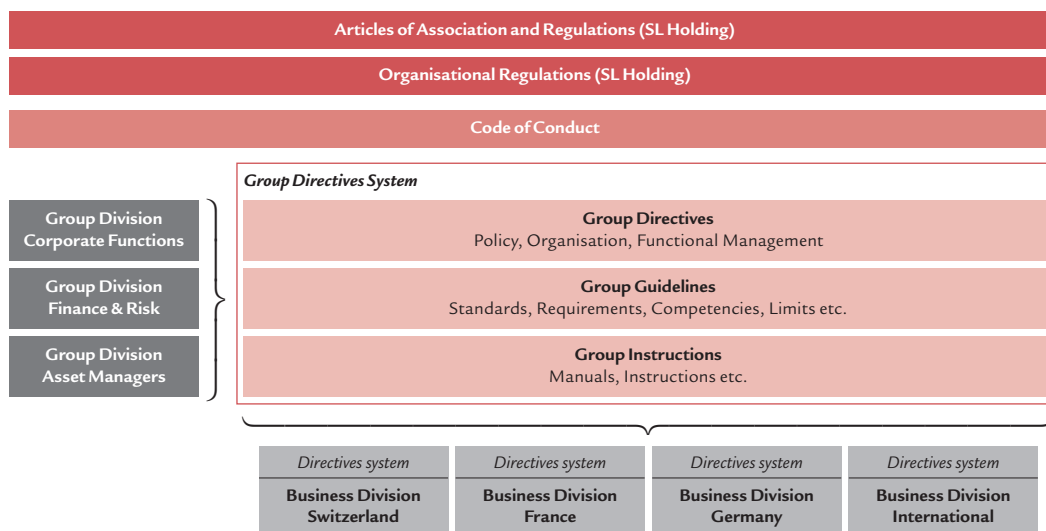 Articles of Association and Regulations (SL Holding)
Organisational Regulations (SL Holding)
Code of Conduct
Group Directives System
Group Division
Corporate Functions
Group Directives
Policy, Organisation, Functional Management
Group Division
Finance & Risk
Group Guidelines
Standards, Requirements, Competencies, Limits etc.
Group Division
Asset Managers
Group Instructions
Manuals, Instructions etc.
Directives system
Business Division
Switzerland
Directives system
Business Division
France
Directives system
Business Division
Germany
Directives system
Business Division
International